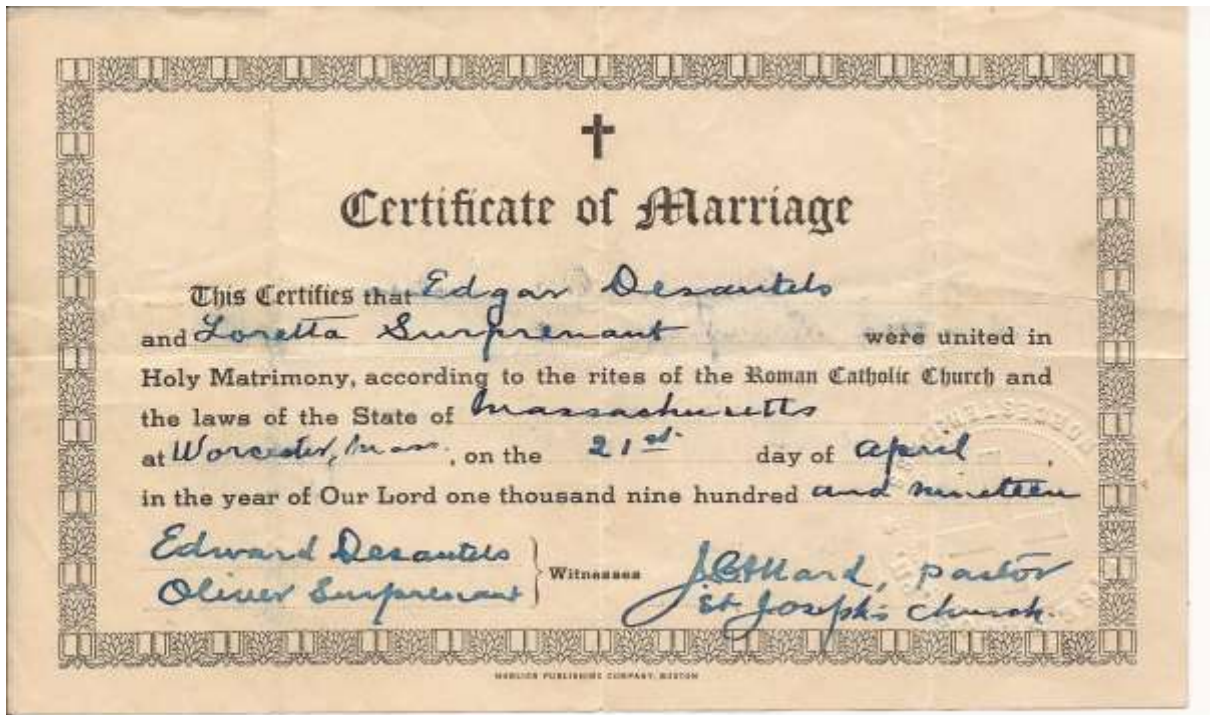 Certificate of Marriage
This Certifies that Edgar Desautels
and Loretta Surprenant were united in
Holy Matrimony, according to the rites of the Roman Catholic Church and
the laws of the State of Massachusetts
at Worcester, Mass. , on the 21st. day of April ,
in the year of Our Lord one thousand nine hundred and nineteen
Edward Desautels
Oliver Surprenant } Witnesses
Pastor
St Joseph's Church.
PUBLISHING COMPANY, BOSTON